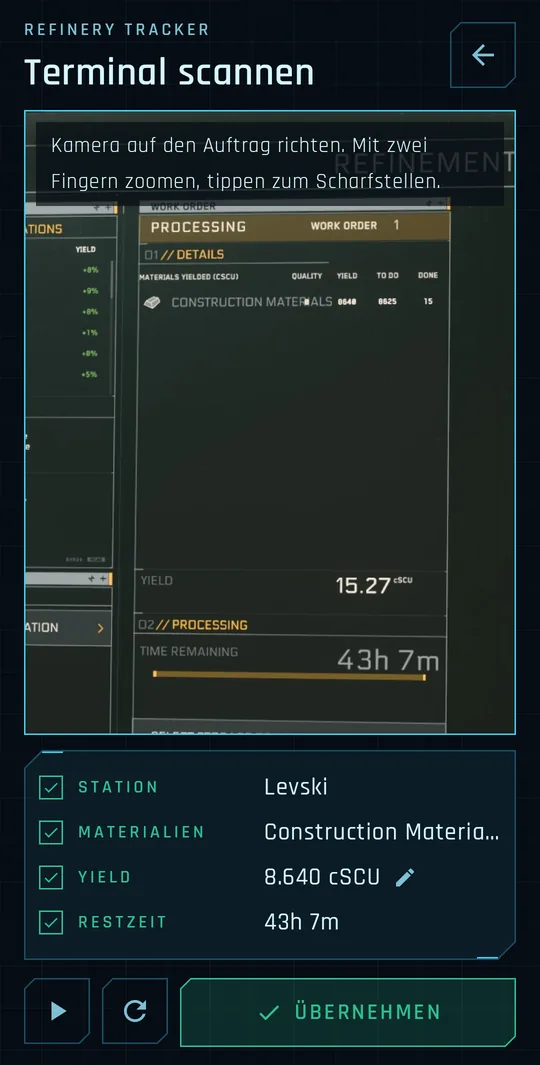 REFINERY TRACKER
Terminal scannen
Kamera auf den Auftrag richten. Mit zwei
Fingern zoomen, tippen zum Scharfstellen.
REFINEMENT
WORK ORDER
PROCESSING WORK ORDER 1
01// DETAILS
MATERIALS YIELDED (CSCU) QUALITY YIELD TO DO DONE
CONSTRUCTION MATERIALS 8640 8625 15
YIELD 15.27 cSCU
02// PROCESSING
TIME REMAINING 43h 7m
ATIONS
YIELD
+8%
+9%
+8%
+1%
+8%
+5%
ATION
STATION Levski
MATERIALIEN Construction Materia...
YIELD 8.640 cSCU
RESTZEIT 43h 7m
ÜBERNEHMEN